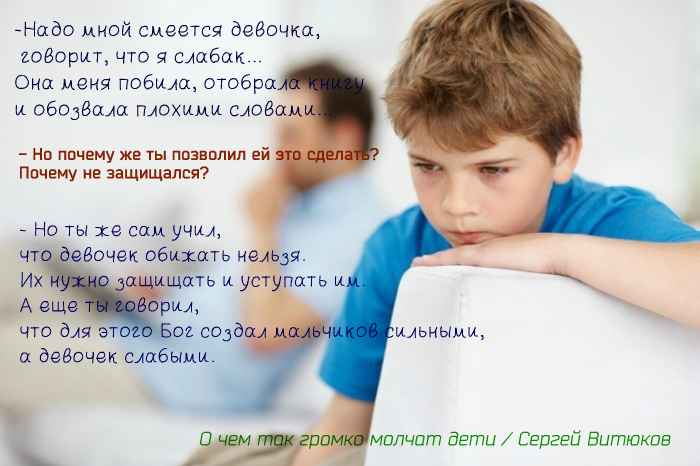 -Надо мной смеется девочка,
говорит, что я слабак...
Она меня побила, отобрала книгу
и обозвала плохими словами...
– Но почему же ты позволил ей это сделать?
Почему не защищался?
- Но ты же сам учил,
что девочек обижать нельзя.
Их нужно защищать и уступать им.
А еще ты говорил,
что для этого Бог создал мальчиков сильными,
а девочек слабыми.
О чем так громко молчат дети / Сергей Витюков